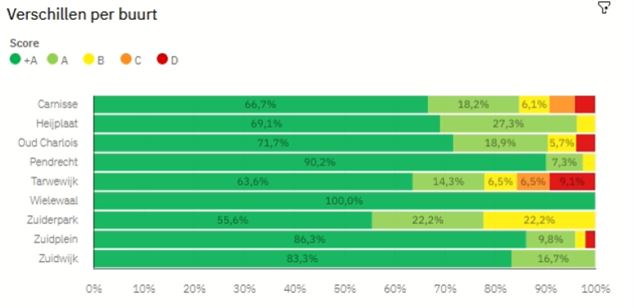 Verschillen per buurt
Score
+A A B C D
Carnisse 66,7% 18,2% 6,1%
Heijplaat 69,1% 27,3%
Oud Charlois 71,7% 18,9% 5,7%
Pendrecht 90,2% 7,3%
Tarwewijk 63,6% 14,3% 6,5% 6,5% 9,1%
Wielewaal 100,0%
Zuiderpark 55,6% 22,2% 22,2%
Zuidplein 86,3% 9,8%
Zuidwijk 83,3% 16,7%
0% 10% 20% 30% 40% 50% 60% 70% 80% 90% 100%